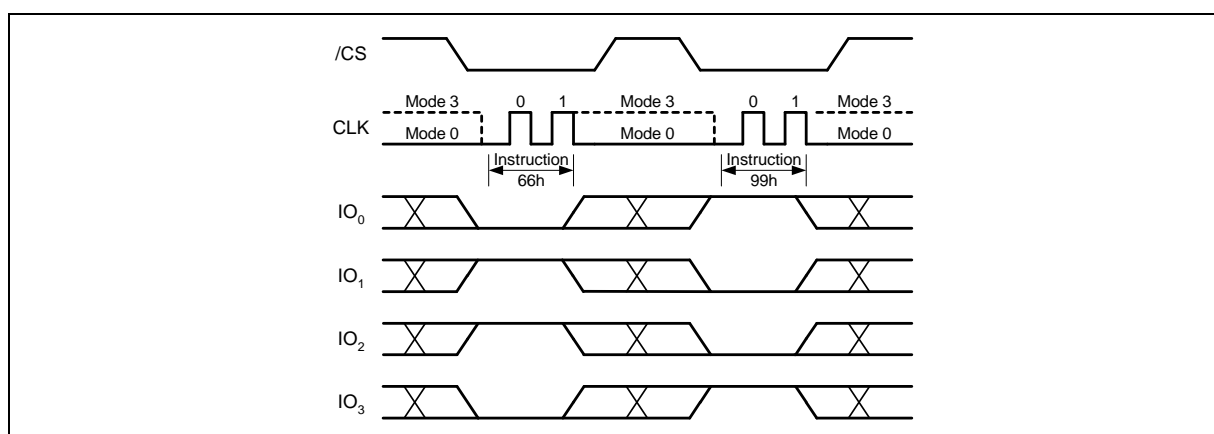 /CS
Mode 3 0 1 Mode 3 0 1 Mode 3
CLK
Mode 0 Mode 0 Mode 0
Instruction Instruction
66h 99h
IO₀
IO₁
IO₂
IO₃